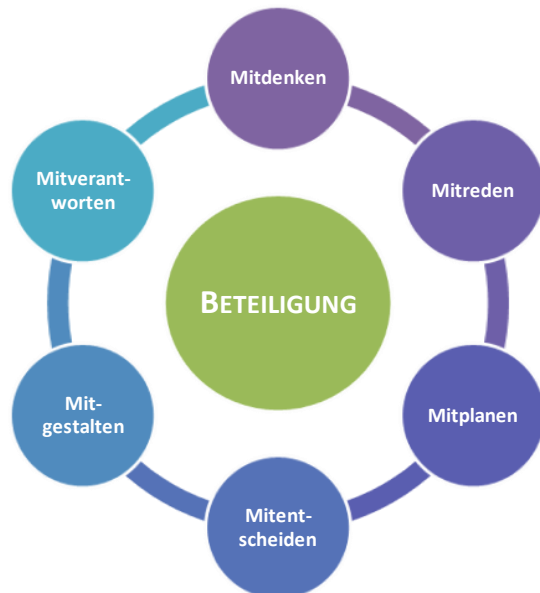 Mitdenken
Mitreden
Mitplanen
Mitent-
scheiden
Mit-
gestalten
Mitverant-
worten
BETEILIGUNG